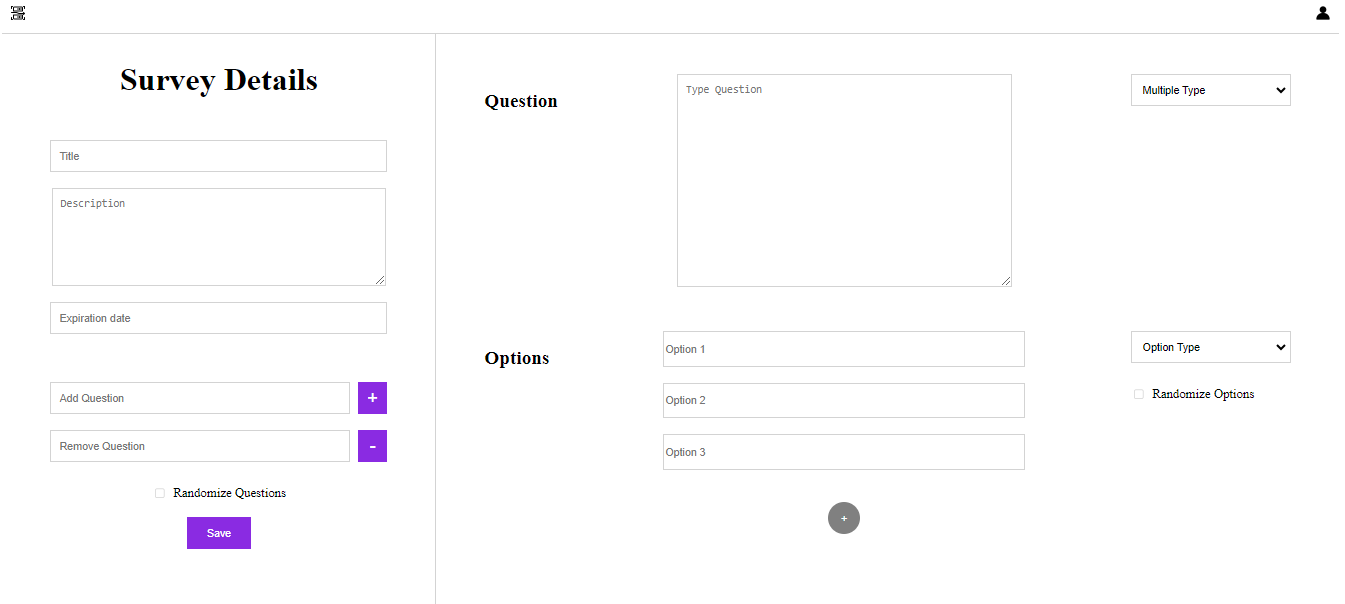 Survey Details
Title
Description
Expiration date
Add Question
+
Remove Question
-
Randomize Questions
Save
Question
Type Question
Multiple Type
Options
Option 1
Option Type
Option 2
Randomize Options
Option 3
+